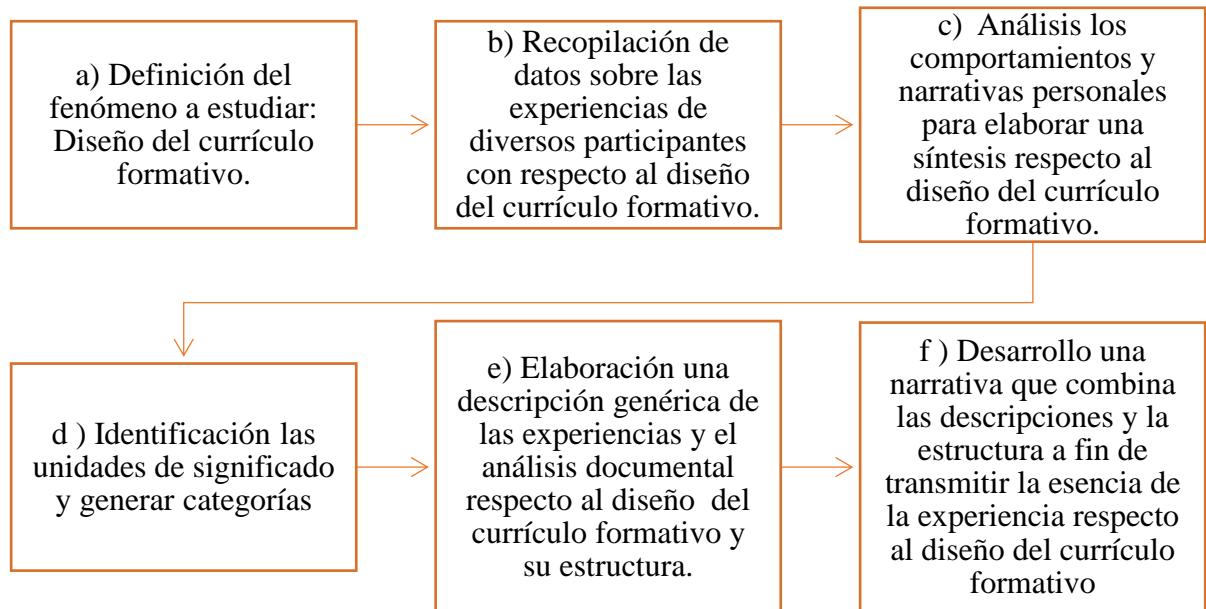 a) Definición del
fenómeno a estudiar:
Diseño del currículo
formativo.
b) Recopilación de
datos sobre las
experiencias de
diversos participantes
con respecto al diseño
del currículo formativo.
c) Análisis los
comportamientos y
narrativas personales
para elaborar una
síntesis respecto al
diseño del currículo
formativo.
d ) Identificación las
unidades de significado
y generar categorías
e) Elaboración una
descripción genérica de
las experiencias y el
análisis documental
respecto al diseño del
currículo formativo y
su estructura.
f ) Desarrollo una
narrativa que combina
las descripciones y la
estructura a fin de
transmitir la esencia de
la experiencia respecto
al diseño del currículo
formativo